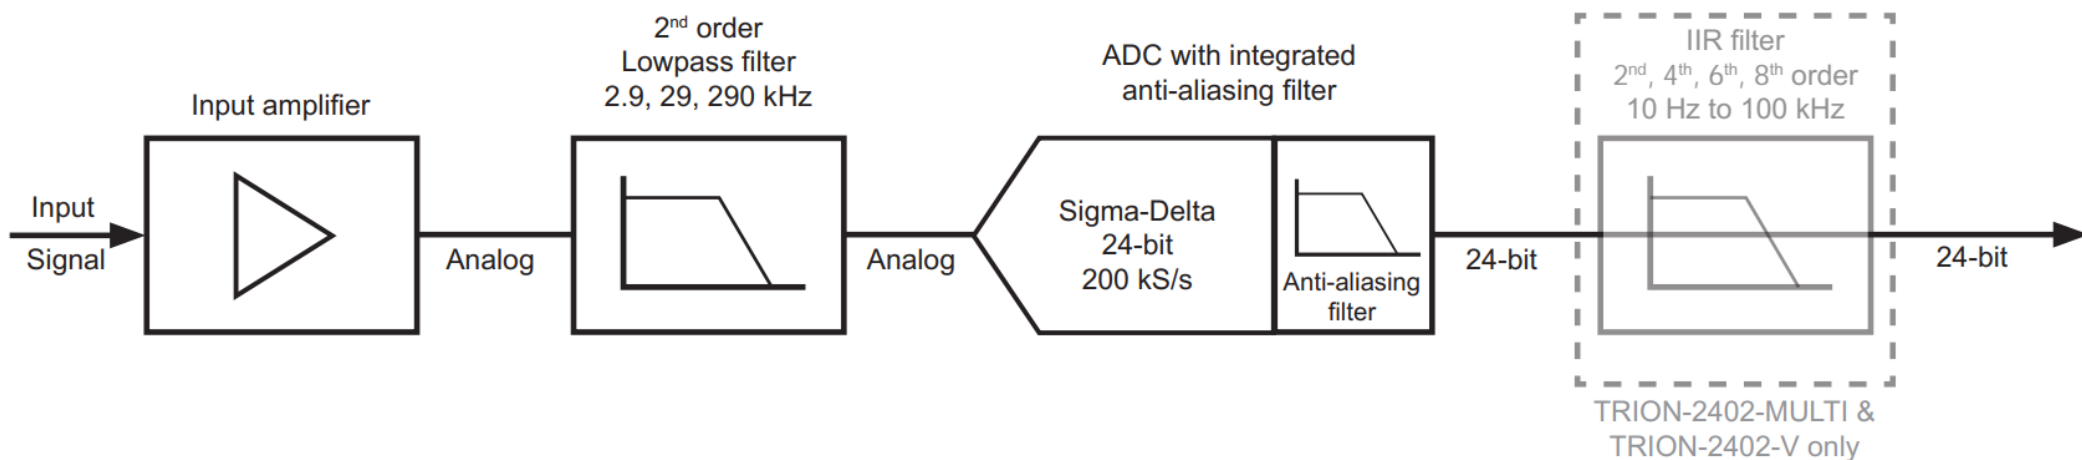 Input
Signal
Input amplifier
Analog
2nd order
Lowpass filter
2.9, 29, 290 kHz
Analog
ADC with integrated
anti-aliasing filter
Sigma-Delta
24-bit
200 kS/s
Anti-aliasing
filter
24-bit
IIR filter
2nd, 4th, 6th, 8th order
10 Hz to 100 kHz
TRION-2402-MULTI &
TRION-2402-V only
24-bit